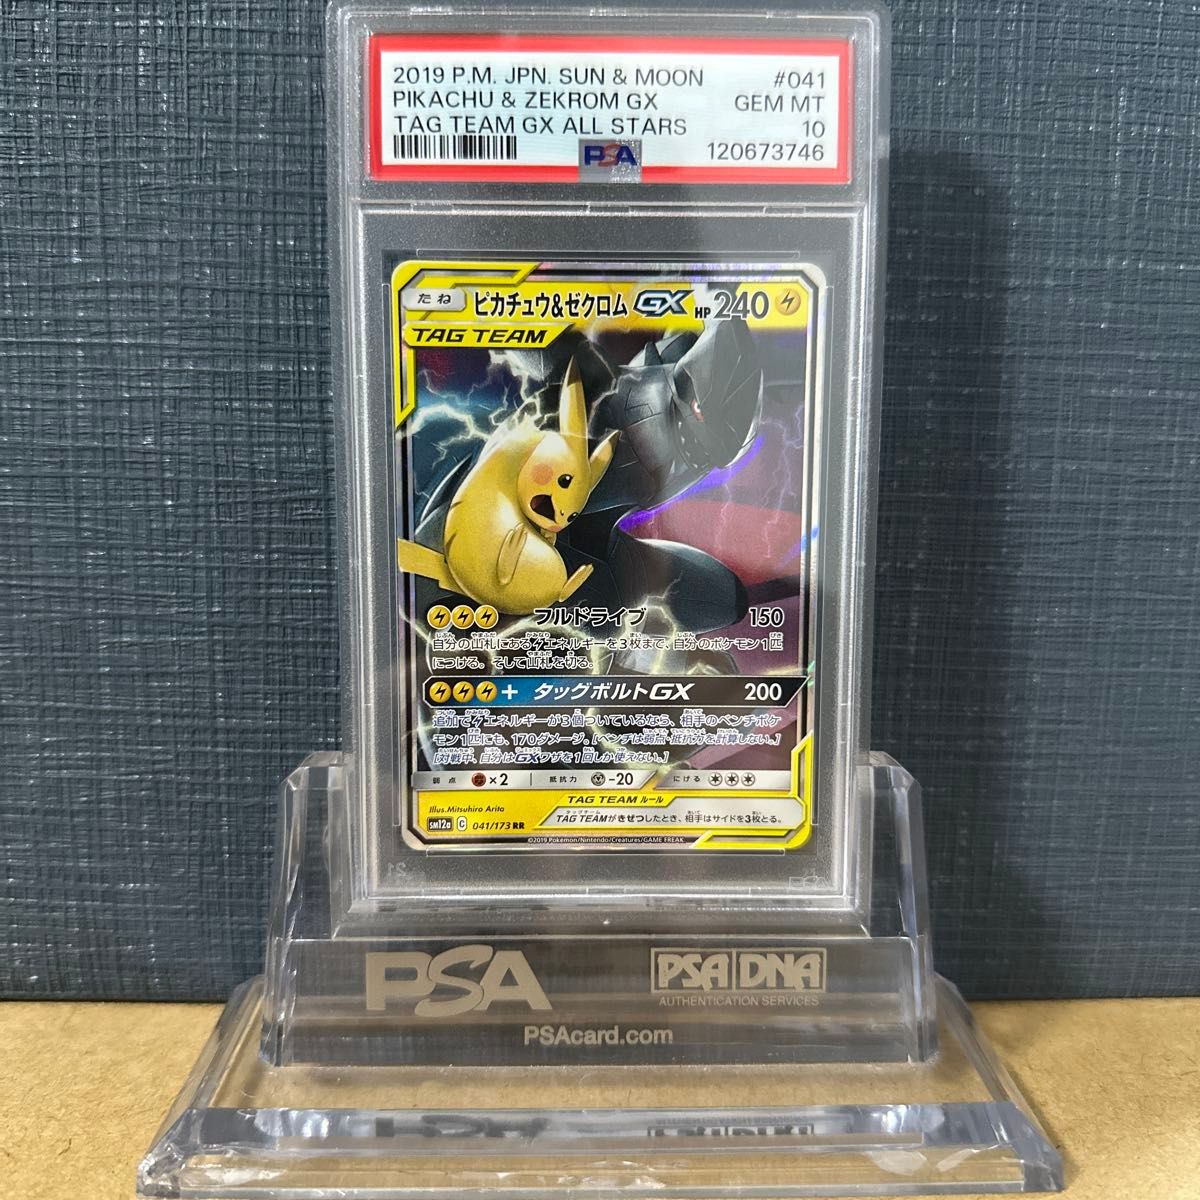 2019 P.M. JPN. SUN & MOON #041
PIKACHU & ZEKROM GX GEM MT
TAG TEAM GX ALL STARS 10
PSA 120673746
たね ピカチュウ&ゼクロムGX HP240
TAG TEAM
フルドライブ 150
自分の山札にあるエネルギーを3枚まで、自分のポケモン1匹
につける。そして山札を切る。
+ タッグボルトGX 200
追加でエネルギーが3個ついているなら、相手のベンチポケ
モン1匹にも、170ダメージ。[ベンチは弱点・抵抗力を計算しない。]
[対戦中、自分はGXワザを1回しか使えない。]
弱点 ×2 抵抗力 -20 にげる
TAG TEAM ルール
Illus.Mitsuhiro Arita
TAG TEAMがきぜつしたとき、相手はサイドを3枚とる。
sm12a C 041/173 RR
©2019 Pokémon/Nintendo/Creatures/GAME FREAK.
PSA PSA DNA
AUTHENTICATION SERVICES
PSAcard.com